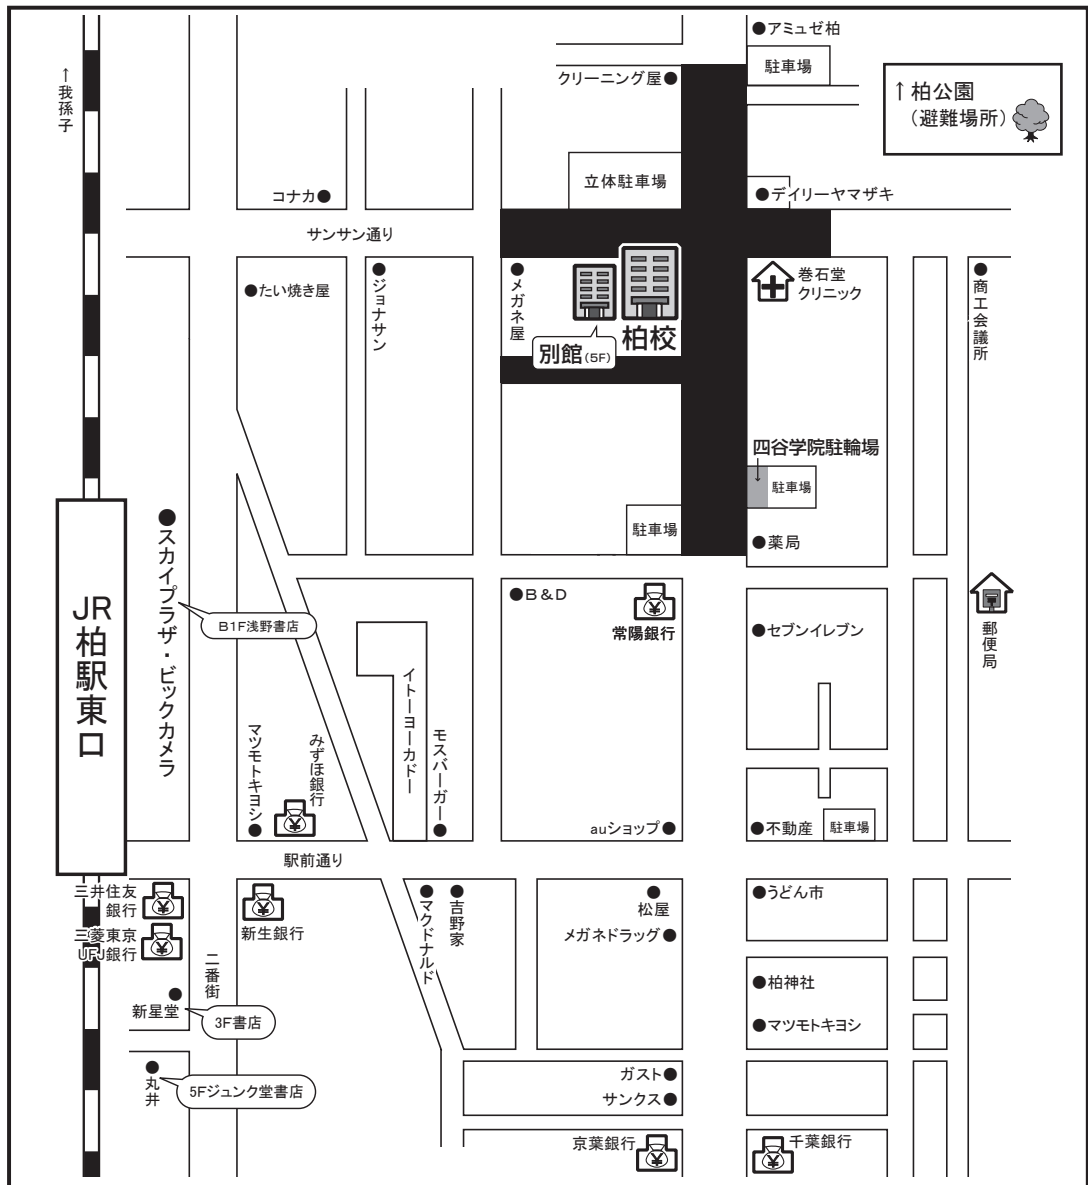 ●アミュゼ柏
駐車場
クリーニング屋●
↑柏公園
(避難場所)
↑我孫子
立体駐車場
コナカ●
●デイリーヤマザキ
サンサン通り
●たい焼き屋
●ジョナサン
●メガネ屋
別館(5F)
柏校
巻石堂
クリニック
●商工会議所
四谷学院駐輪場
↓
駐車場
駐車場
●薬局
JR柏駅東口
●スカイプラザ・ビックカメラ
B1F浅野書店
●B&D
常陽銀行
●セブンイレブン
郵便局
マツモトキヨシ●
みずほ銀行
イトーヨーカドー
モスバーガー●
auショップ●
●不動産
駐車場
駅前通り
三井住友
銀行
三菱東京
UFJ銀行
新生銀行
●マクドナルド
●吉野家
●
松屋
メガネドラッグ●
●うどん市
二番街
●
新星堂
3F書店
●柏神社
●マツモトキヨシ
●丸井
5Fジュンク堂書店
ガスト●
サンクス●
京葉銀行
千葉銀行